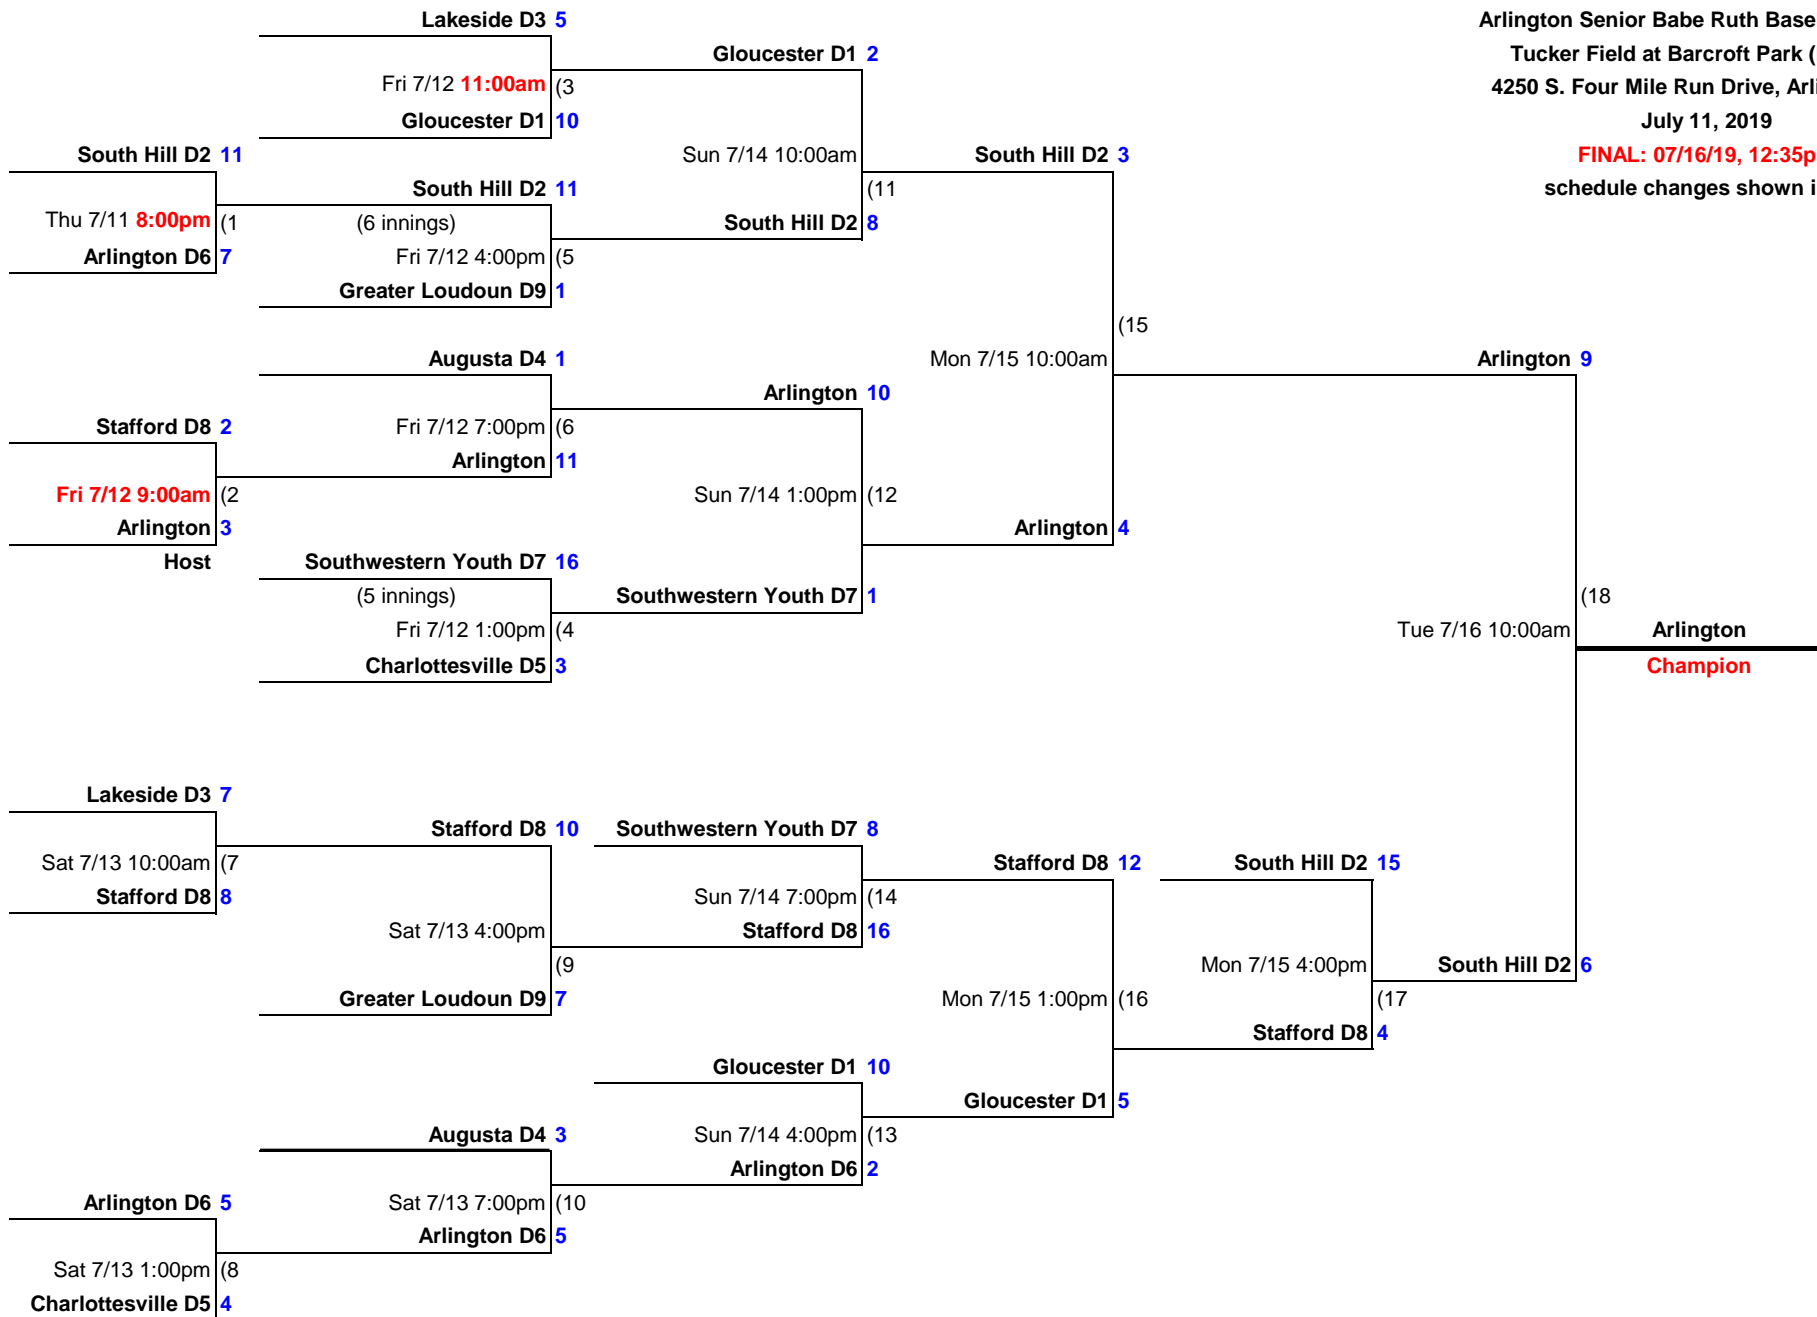 Lakeside D3 5
Arlington Senior Babe Ruth Base
Gloucester D1 2
Tucker Field at Barcroft Park (
Fri 7/12 11:00am (3
4250 S. Four Mile Run Drive, Arli
Gloucester D1 10
July 11, 2019
South Hill D2 11
Sun 7/14 10:00am
South Hill D2 3
FINAL: 07/16/19, 12:35p
South Hill D2 11
(11
schedule changes shown i
Thu 7/11 8:00pm (1
(6 innings)
South Hill D2 8
Arlington D6 7
Fri 7/12 4:00pm (5
Greater Loudoun D9 1
(15
Augusta D4 1
Mon 7/15 10:00am
Arlington 9
Arlington 10
Stafford D8 2
Fri 7/12 7:00pm (6
Arlington 11
Fri 7/12 9:00am (2
Sun 7/14 1:00pm (12
Arlington 3
Arlington 4
Host
Southwestern Youth D7 16
(5 innings)
Southwestern Youth D7 1
(18
Fri 7/12 1:00pm (4
Tue 7/16 10:00am
Arlington
Charlottesville D5 3
Champion
Lakeside D3 7
Stafford D8 10
Southwestern Youth D7 8
Sat 7/13 10:00am (7
Stafford D8 12
South Hill D2 15
Stafford D8 8
Sun 7/14 7:00pm (14
Sat 7/13 4:00pm
Stafford D8 16
(9
Mon 7/15 4:00pm
South Hill D2 6
Greater Loudoun D9 7
Mon 7/15 1:00pm (16
(17
Stafford D8 4
Gloucester D1 10
Gloucester D1 5
Augusta D4 3
Sun 7/14 4:00pm (13
Arlington D6 2
Arlington D6 5
Sat 7/13 7:00pm (10
Arlington D6 5
Sat 7/13 1:00pm (8
Charlottesville D5 4